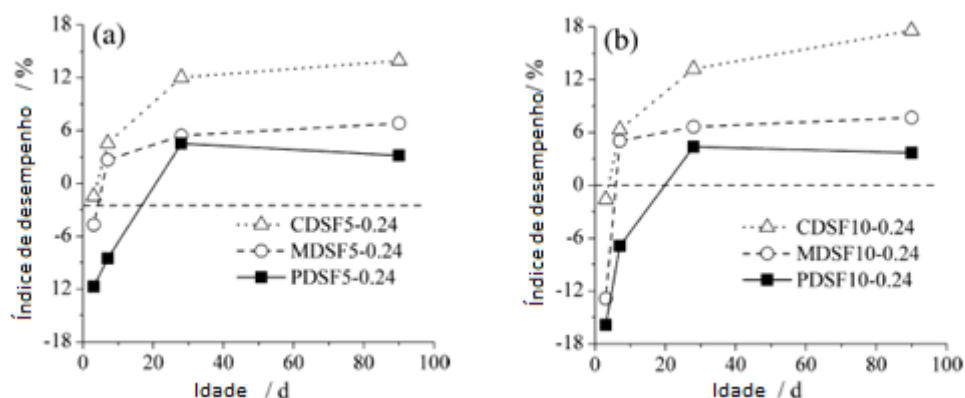 (a)
Índice de desempenho / %
18
12
6
0
-6
12
-18
CDSF5-0.24
MDSF5-0.24
PDSF5-0.24
0 20 40 60 80 100
Idade / d
(b)
Índice de desempenho/ %
18
12
6
0
-6
-12
-18
CDSF10-0.24
MDSF10-0.24
PDSF10-0.24
0 20 40 60 80 100
Idade / d